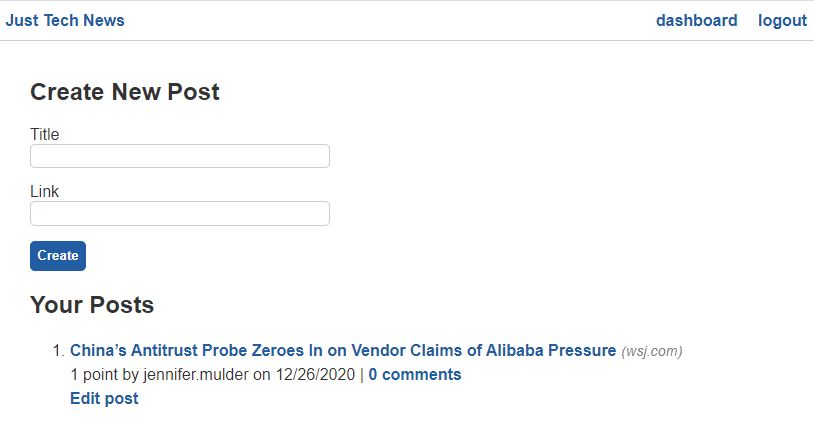 Just Tech News dashboard logout
Create New Post
Title
Link
Create
Your Posts
1. China’s Antitrust Probe Zeroes In on Vendor Claims of Alibaba Pressure (wsj.com)
1 point by jennifer.mulder on 12/26/2020 | 0 comments
Edit post